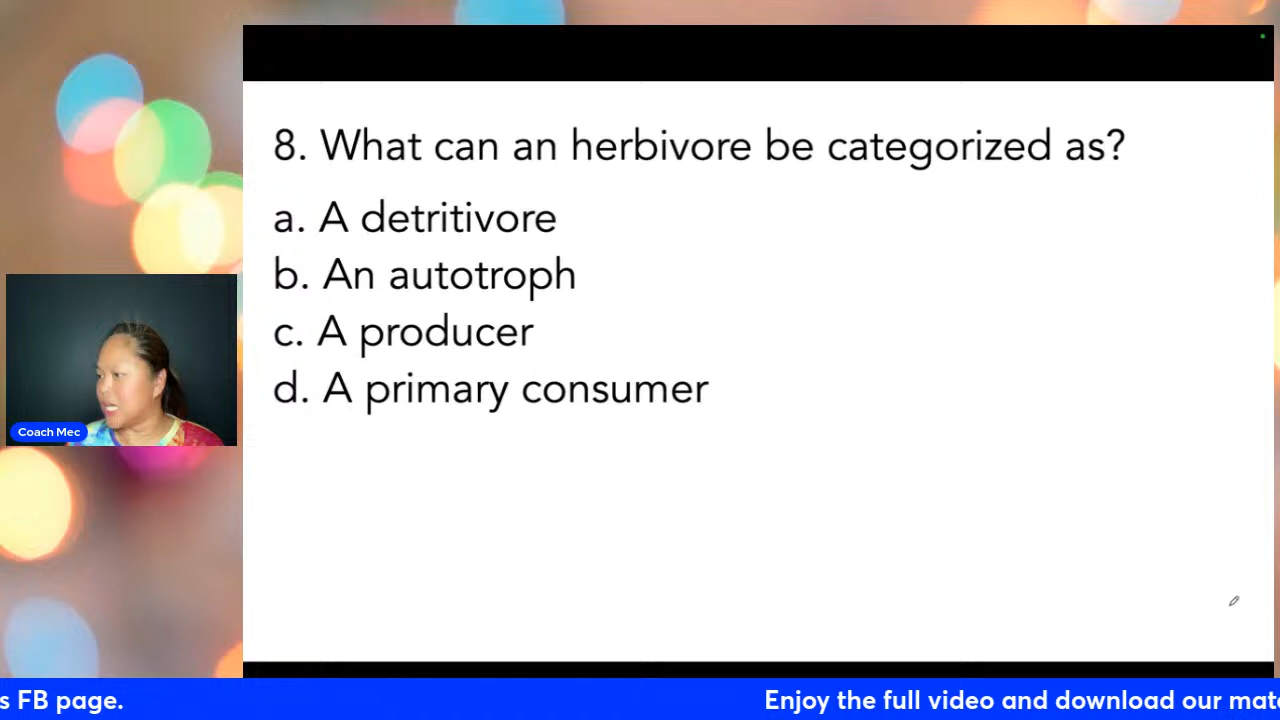 8. What can an herbivore be categorized as?
a. A detritivore
b. An autotroph
c. A producer
d. A primary consumer
Coach Mec
s FB page.
Enjoy the full video and download our mat